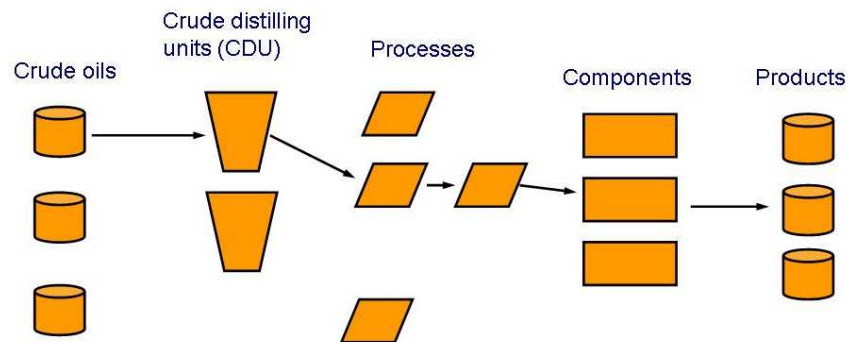 Crude oils
Crude distilling
units (CDU)
Processes
Components
Products